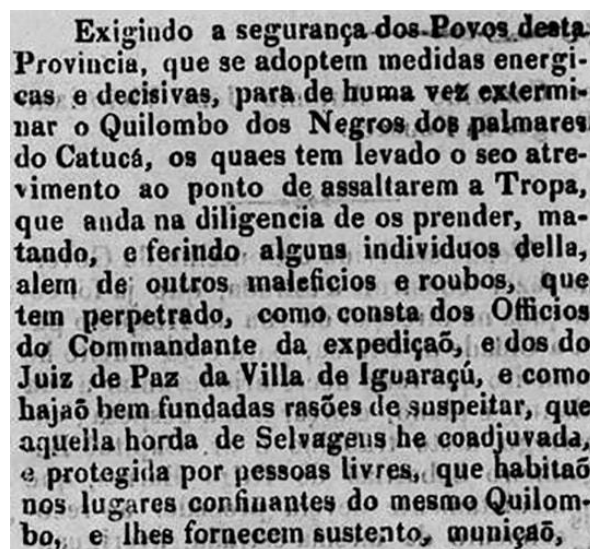 Exigindo a segurança dos Povos desta
Provincia, que se adoptem medidas energi-
cas e decisivas, para de huma vez extermi-
nar o Quilombo dos Negros dos palmares
do Catucá, os quaes tem levado o seo atre-
vimento ao ponto de assaltarem a Tropa,
que anda na diligencia de os prender, ma-
tando, e ferindo alguns individuos della,
alem de outros maleficios e roubos, que
tem perpetrado, como consta dos Officios
do Commandante da expediçaõ, e dos do
Juiz de Paz da Villa de Iguaraçú, e como
hajaõ bem fundadas rasões de suspeitar, que
aquella horda de Selvagens he coadjuvada,
e protegida por pessoas livres, que habitaõ
nos lugares confinantes do mesmo Quilom-
bo, e lhes fornecem sustento, muniçaõ,